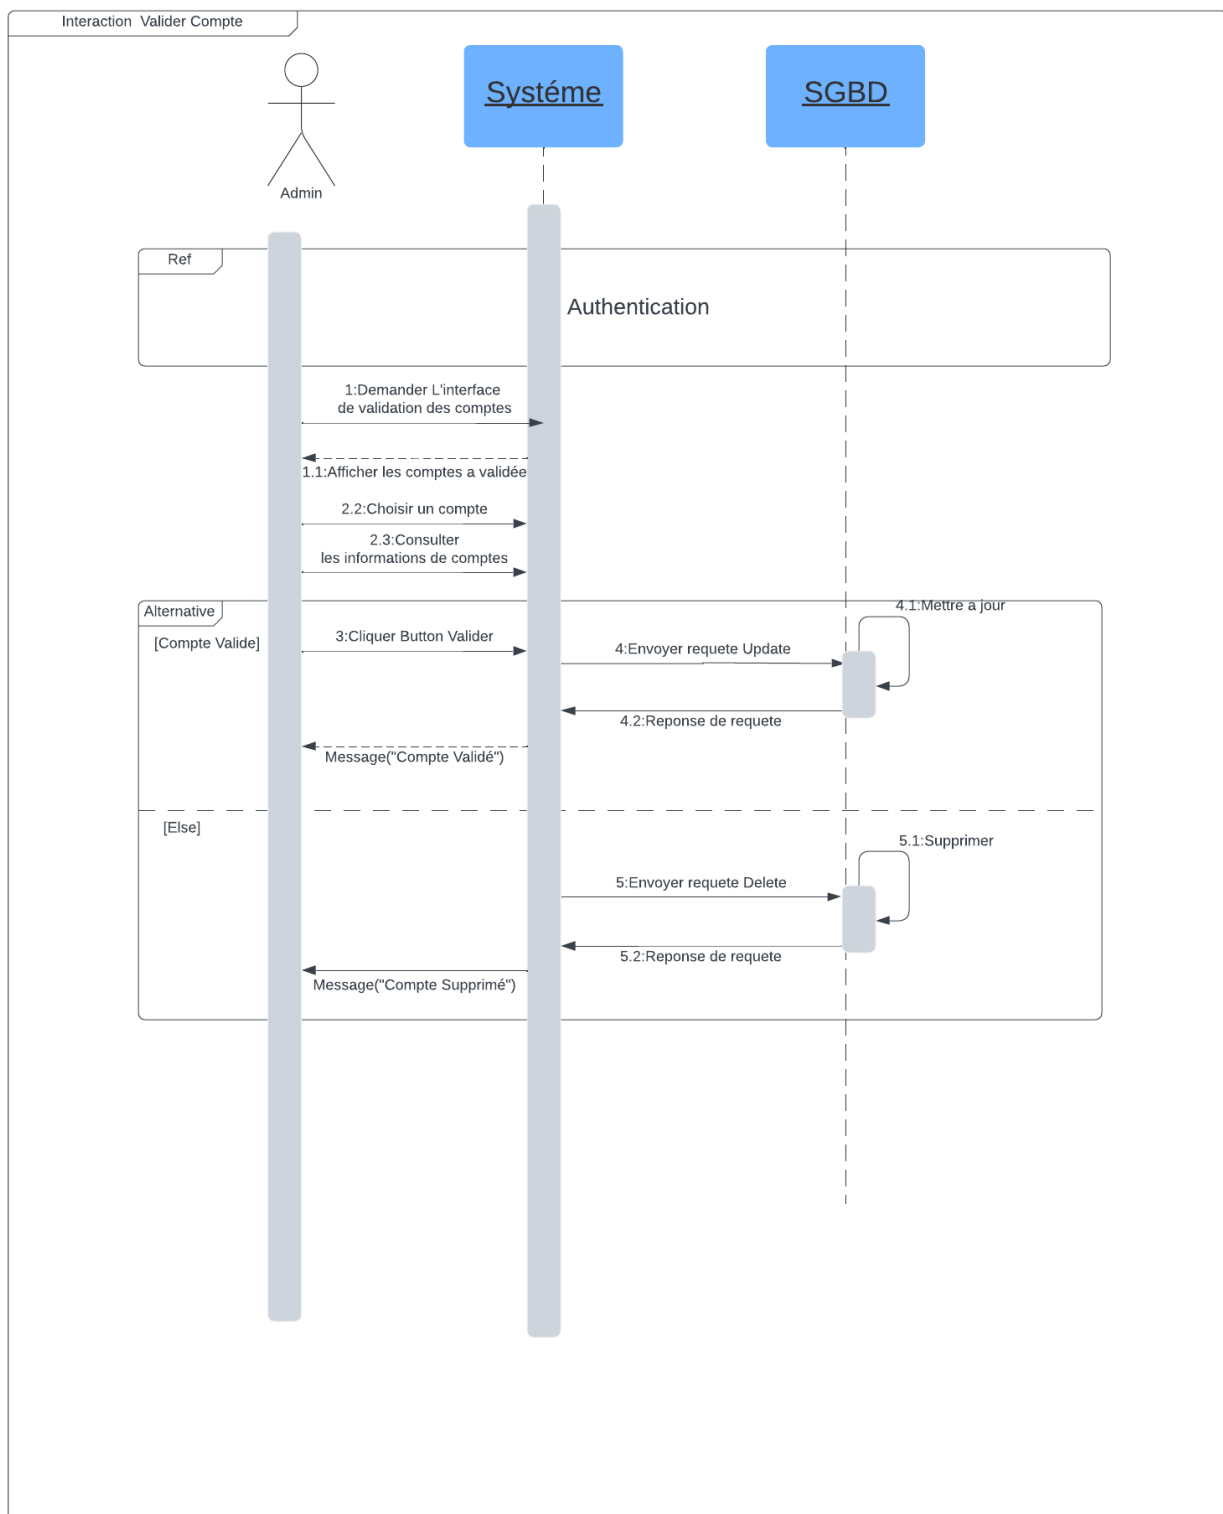 Interaction  Valider Compte
Systéme
SGBD
Admin
Ref
Authentication
1:Demander L'interface
de validation des comptes
1.1:Afficher les comptes a validée
2.2:Choisir un compte
2.3:Consulter
les informations de comptes
Alternative
4.1:Mettre a jour
[Compte Valide]
3:Cliquer Button Valider
4:Envoyer requete Update
4.2:Reponse de requete
Message("Compte Validé")
[Else]
5.1:Supprimer
5:Envoyer requete Delete
5.2:Reponse de requete
Message("Compte Supprimé")